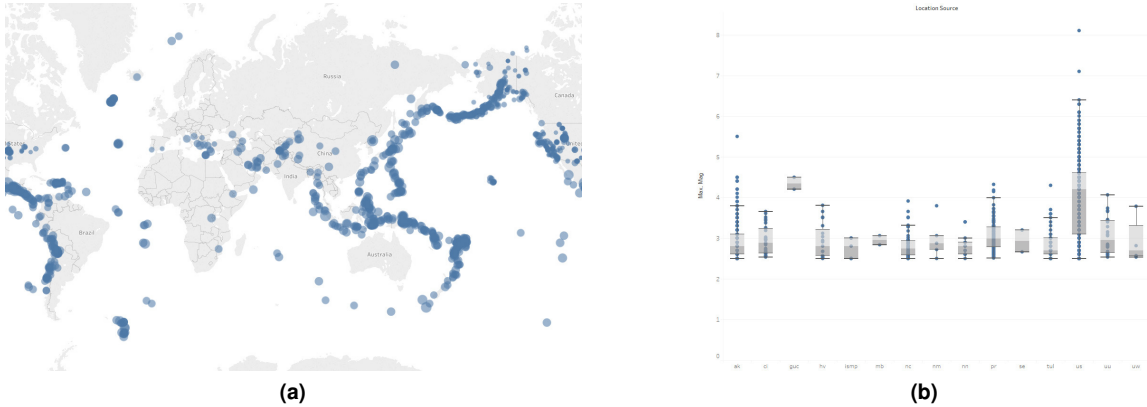 Russia
Canada
China
India
Brazil
Australia
(a)
Location Source
Max. Mag
8
7
6
5
4
3
2
1
0
ak
ci
guc
hv
ismp
mb
nc
nm
nn
pr
se
tul
us
uu
uw
(b)